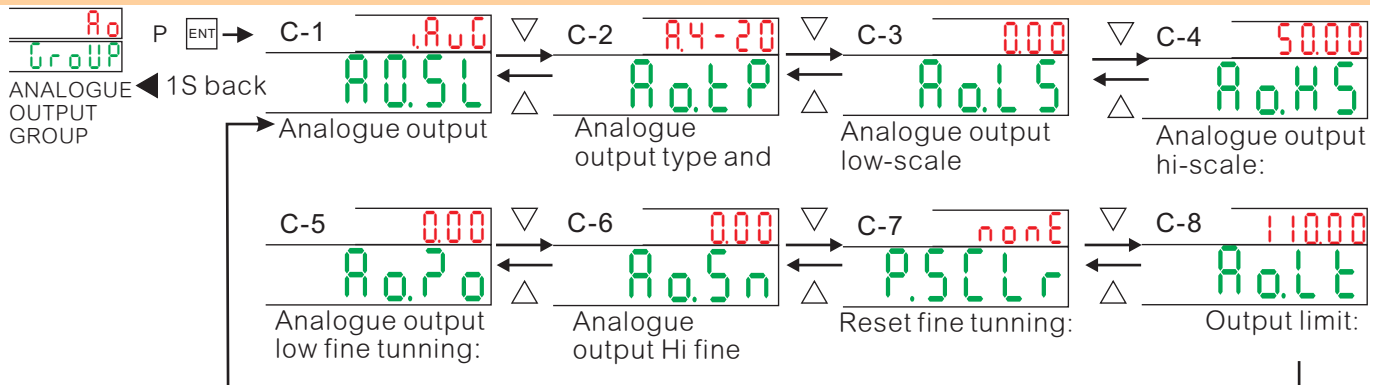 Ao
GroUP
ANALOGUE
OUTPUT
GROUP
P ENT
1S back
C-1
i.AuG
AO.SL
Analogue output
C-2
A.4-20
Ao.tP
Analogue
output type and
C-3
0.00
Ao.LS
Analogue output
low-scale
C-4
50.00
Ao.HS
Analogue output
hi-scale:
C-5
0.00
Ao.?o
Analogue output
low fine tunning:
C-6
0.00
Ao.Sn
Analogue
output Hi fine
C-7
nonE
P.SCLr
Reset fine tunning:
C-8
110.00
Ao.Lt
Output limit: